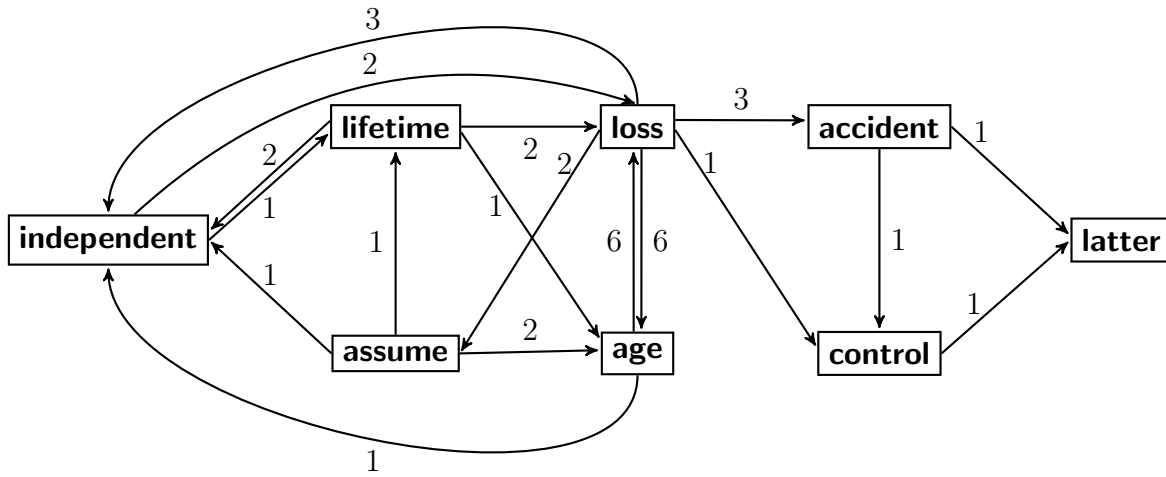 3
2
lifetime
loss
3
accident
1
2
2
2
1
1
1
independent
1
6
6
1
latter
1
2
1
assume
age
control
1